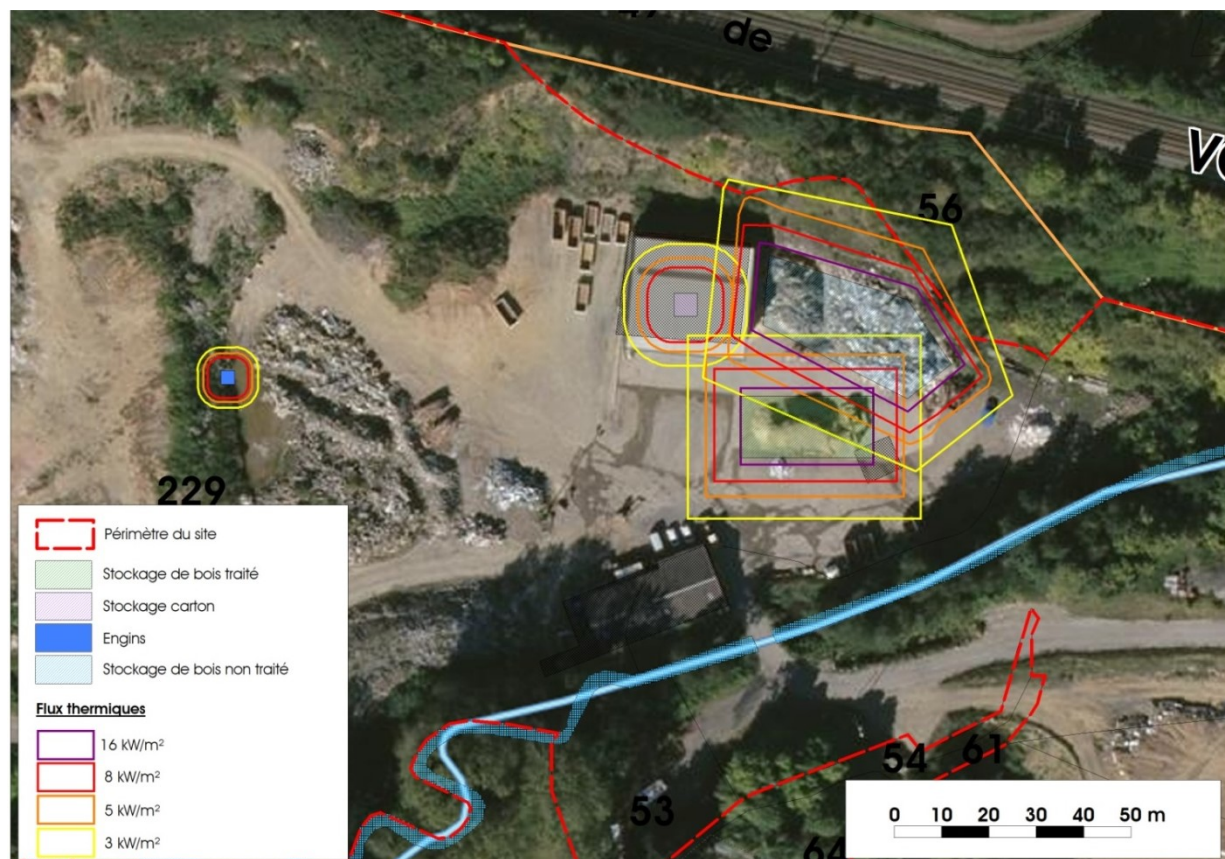 de
56
229
Périmètre du site
Stockage de bois traité
Stockage carton
Engins
Stockage de bois non traité
Flux thermiques
16 kW/m²
8 kW/m²
5 kW/m²
3 kW/m²
54
61
53
64
0 10 20 30 40 50 m